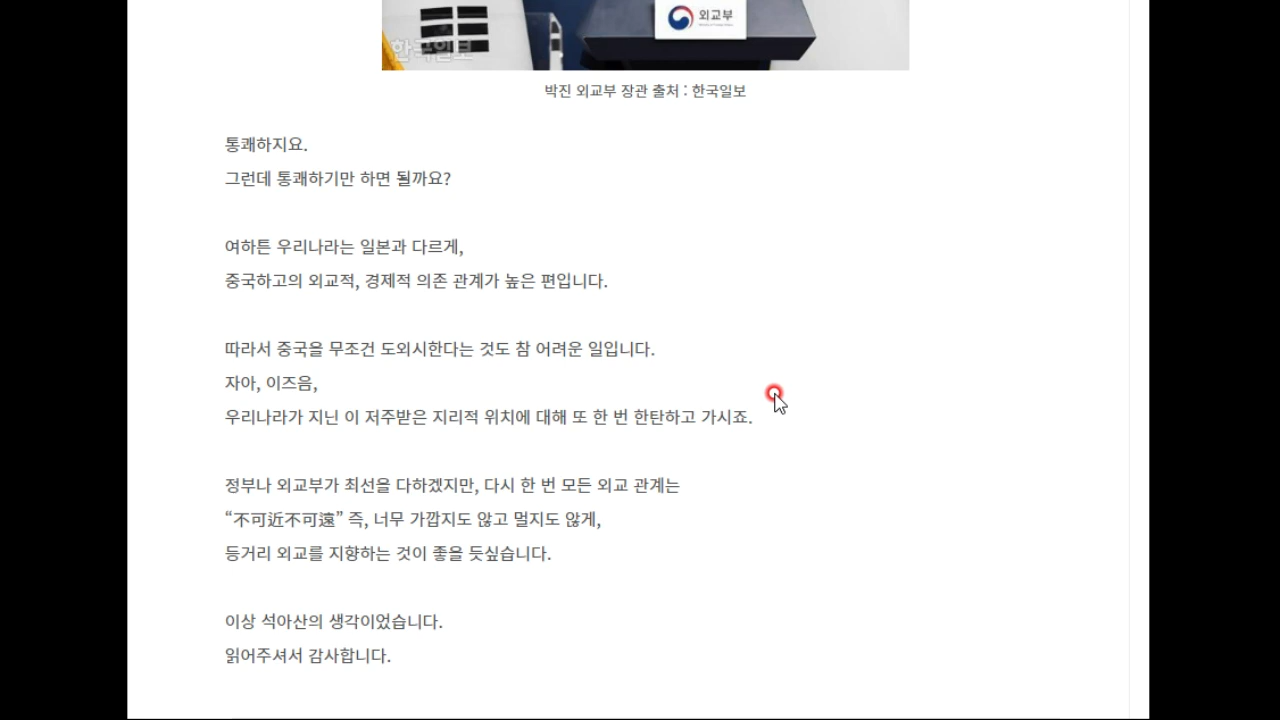 외교부
한국일보
박진 외교부 장관 출처 : 한국일보
통쾌하지요.
그런데 통쾌하기만 하면 될까요?
여하튼 우리나라는 일본과 다르게,
중국하고의 외교적, 경제적 의존 관계가 높은 편입니다.
따라서 중국을 무조건 도외시한다는 것도 참 어려운 일입니다.
자아, 이즈음,
우리나라가 지닌 이 저주받은 지리적 위치에 대해 또 한 번 한탄하고 가시죠.
정부나 외교부가 최선을 다하겠지만, 다시 한 번 모든 외교 관계는
“不可近不可遠” 즉, 너무 가깝지도 않고 멀지도 않게,
등거리 외교를 지향하는 것이 좋을 듯싶습니다.
이상 석아산의 생각이었습니다.
읽어주셔서 감사합니다.